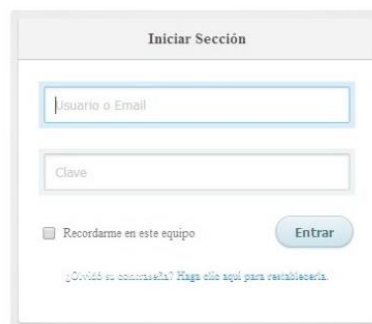 Iniciar Sección
Usuario o Email
Clave
Recordarme en este equipo
Entrar
¿Olvidó su contraseña? Haga clic aquí para restablecerla.